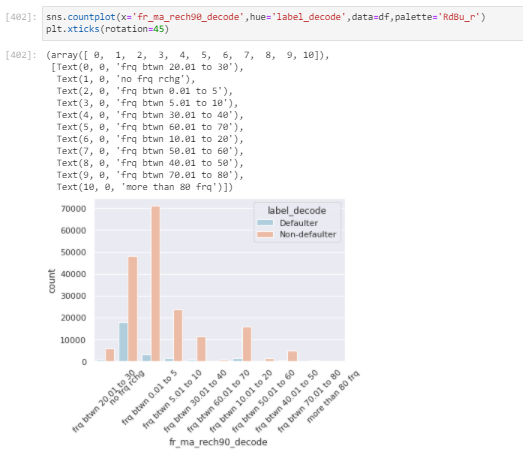 [402]: sns.countplot(x='fr_ma_rech90_decode',hue='label_decode',data=df,palette='RdBu_r')
plt.xticks(rotation=45)
[402]: (array([ 0,  1,  2,  3,  4,  5,  6,  7,  8,  9, 10]),
[Text(0, 0, 'frq btwn 20.01 to 30'),
Text(1, 0, 'no frq rchg'),
Text(2, 0, 'frq btwn 0.01 to 5'),
Text(3, 0, 'frq btwn 5.01 to 10'),
Text(4, 0, 'frq btwn 30.01 to 40'),
Text(5, 0, 'frq btwn 60.01 to 70'),
Text(6, 0, 'frq btwn 10.01 to 20'),
Text(7, 0, 'frq btwn 50.01 to 60'),
Text(8, 0, 'frq btwn 40.01 to 50'),
Text(9, 0, 'frq btwn 70.01 to 80'),
Text(10, 0, 'more than 80 frq')])
label_decode
Defaulter
Non-defaulter
70000
60000
50000
40000
30000
20000
10000
0
count
frq btwn 20.01 to 30
no frq rchg
frq btwn 0.01 to 5
frq btwn 5.01 to 10
frq btwn 30.01 to 40
frq btwn 60.01 to 70
frq btwn 10.01 to 20
frq btwn 50.01 to 60
frq btwn 40.01 to 50
frq btwn 70.01 to 80
more than 80 frq
fr_ma_rech90_decode